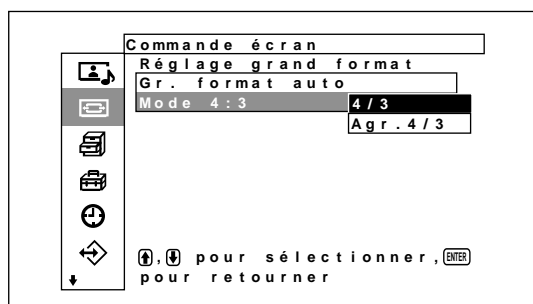 Commande écran
Réglage grand format
Gr. format auto
Mode 4:3
4/3
Agr.4/3
, pour sélectionner, ENTER
pour retourner